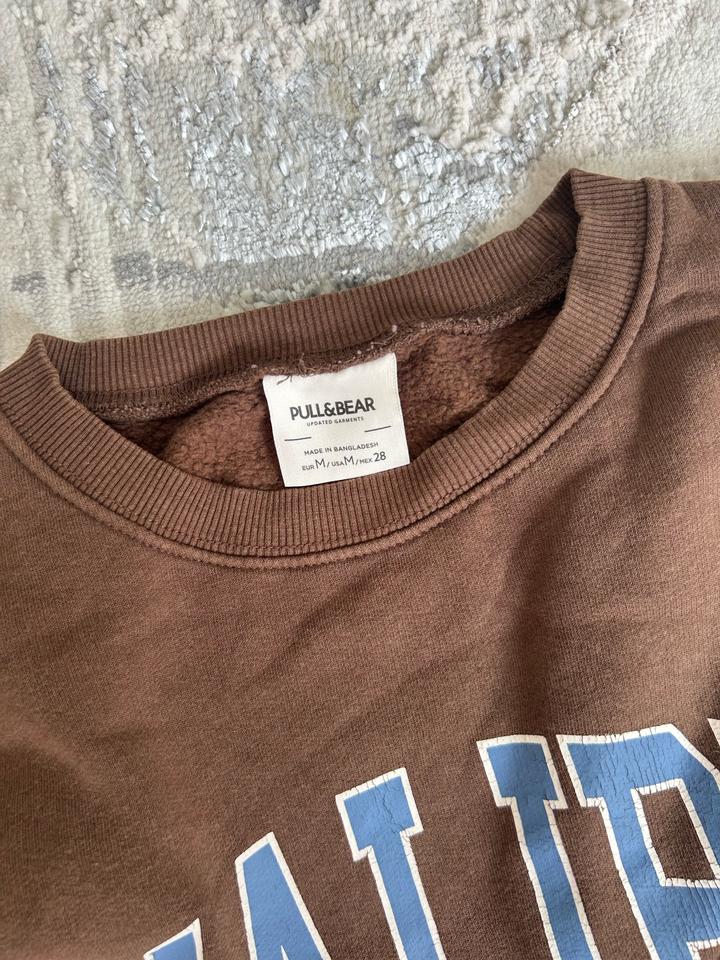 PULL&BEAR
UPDATED GARMENTS
MADE IN BANGLADESH
EUR M / USA M / MEX 28